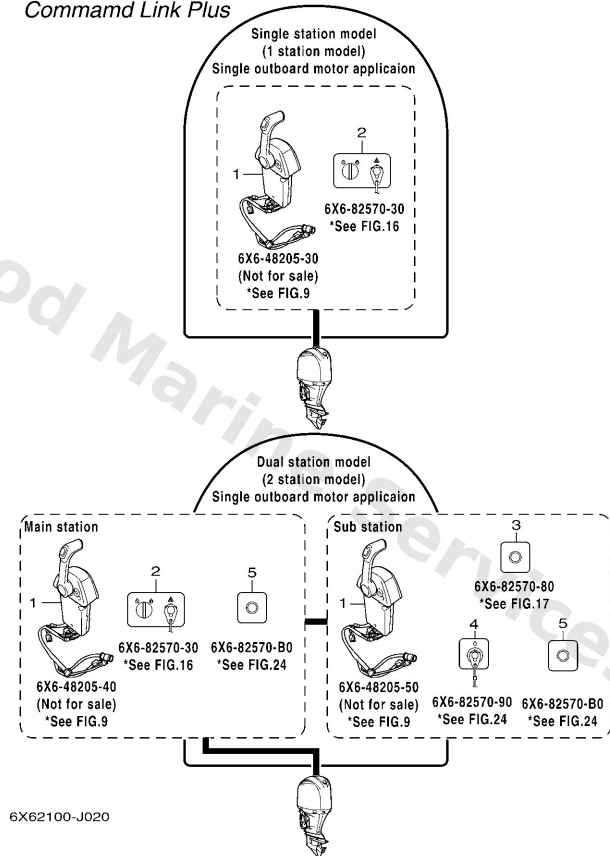 Commamd Link Plus
Single station model
(1 station model)
Single outboard motor applicaion
1
2
6X6-82570-30
*See FIG.16
6X6-48205-30
(Not for sale)
*See FIG.9
od Marine Services
Dual station model
(2 station model)
Single outboard motor applicaion
Main station
1
2
5
6X6-82570-30
*See FIG.16
6X6-82570-B0
*See FIG.24
6X6-48205-40
(Not for sale)
*See FIG.9
Sub station
3
6X6-82570-80
*See FIG.17
1
4
5
6X6-48205-50
(Not for sale)
*See FIG.9
6X6-82570-90
*See FIG.24
6X6-82570-B0
*See FIG.24
6X62100-J020